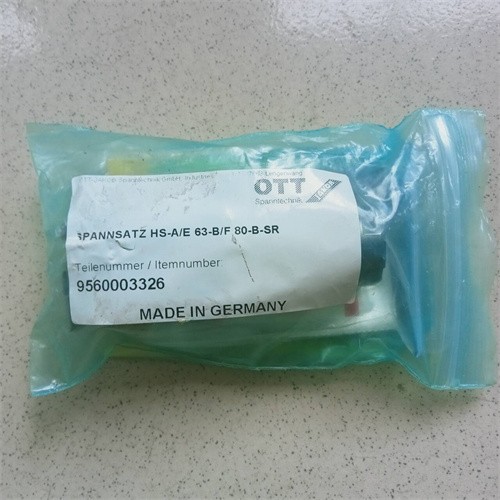 OTT
Spanntechnik
SPANNSATZ HS-A/E 63-B/F 80-B-SR
Teilenummer / Itemnumber:
9560003326
MADE IN GERMANY